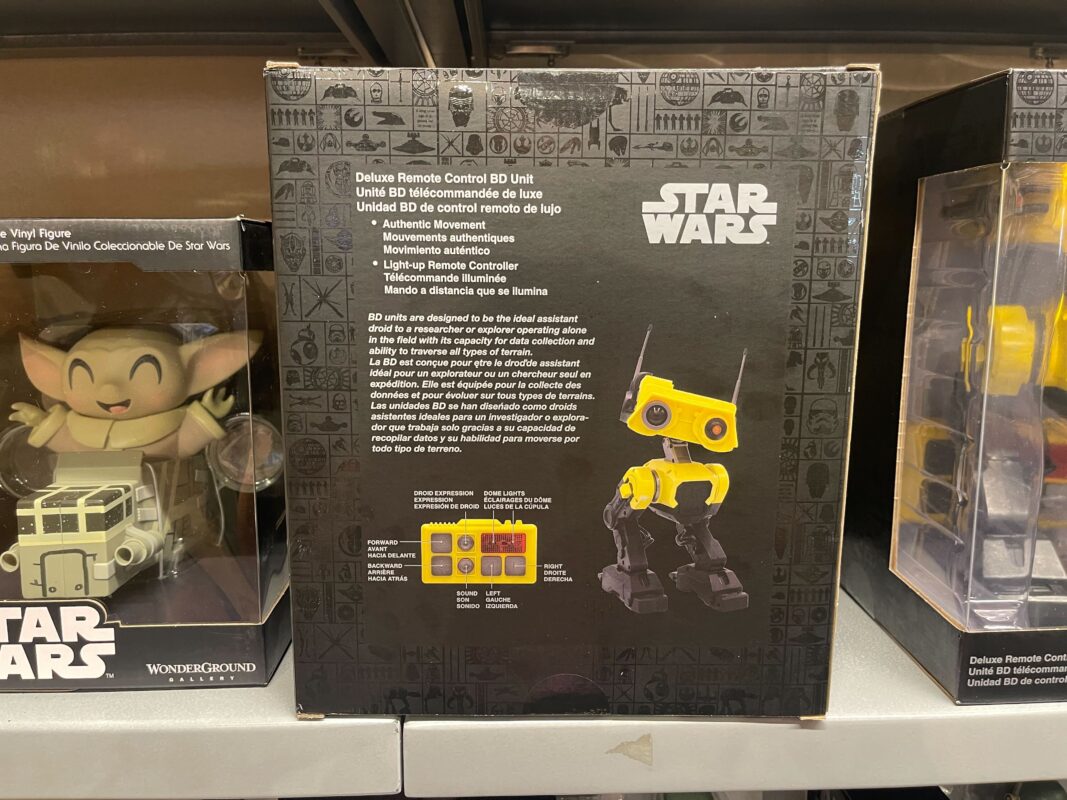 Deluxe Remote Control BD Unit
Unité BD télécommandée de luxe
Unidad BD de control remoto de lujo
• Authentic Movement
Mouvements authentiques
Movimiento auténtico
• Light-up Remote Controller
Télécommande illuminée
Mando a distancia que se ilumina
STAR
WARS
BD units are designed to be the ideal assistant
droid to a researcher or explorer operating alone
in the field with its capacity for data collection and
ability to traverse all types of terrain.
La BD est conçue pour être le droïde assistant
idéal pour un explorateur ou un chercheur seul en
expédition. Elle est équipée pour la collecte des
données et pour évoluer sur tous types de terrains.
Las unidades BD se han diseñado como droids
asistentes ideales para un investigador o explora-
dor que trabaja solo gracias a su capacidad de
recopilar datos y su habilidad para moverse por
todo tipo de terreno.
DROID EXPRESSION
EXPRESSION
EXPRESIÓN DE DROID
DOME LIGHTS
ÉCLAIRAGES DU DÔME
LUCES DE LA CÚPULA
FORWARD
AVANT
HACIA DELANTE
BACKWARD
ARRIÈRE
HACIA ATRÁS
RIGHT
DROITE
DERECHA
SOUND
SON
SONIDO
LEFT
GAUCHE
IZQUIERDA
e Vinyl Figure
na Figura De Vinilo Coleccionable De Star Wars
TAR
ARS™
WONDERGROUND
GALLERY
Deluxe Remote Cont
Unité BD télécomma
Unidad BD de control